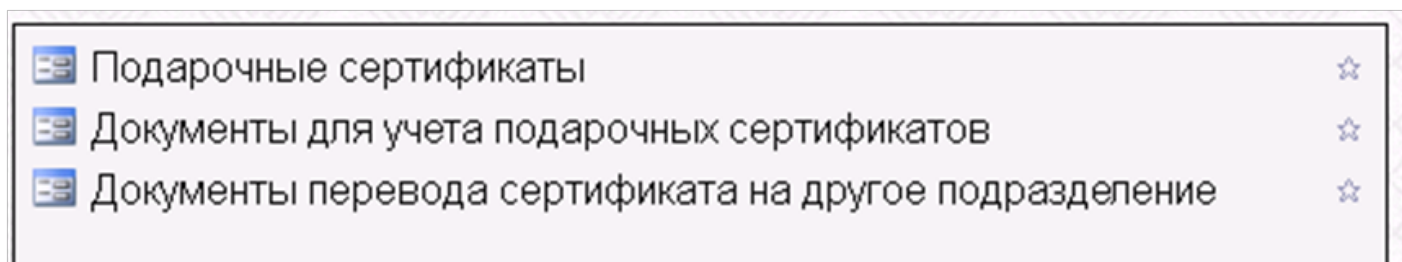 Подарочные сертификаты
Документы для учета подарочных сертификатов
Документы перевода сертификата на другое подразделение